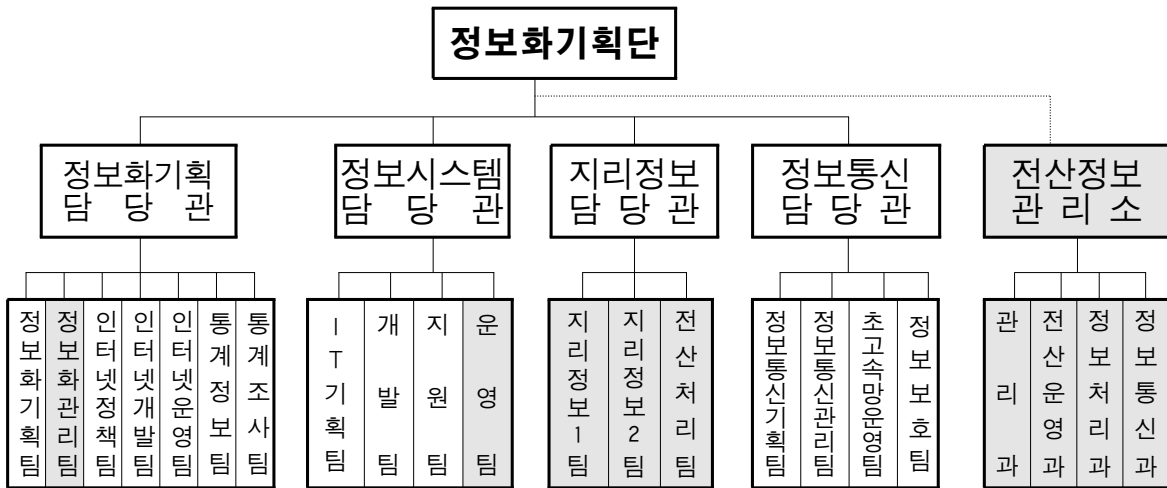 정보화기획단
정보화기획
담 당 관
정보시스템
담 당 관
지리정보
담 당 관
정보통신
담 당 관
전산정보
관 리 소
정보화기획팀
정보화관리팀
인터넷정책팀
인터넷개발팀
인터넷운영팀
통계정보팀
통계조사팀
IT기획팀
개발팀
지원팀
운영팀
지리정보1팀
지리정보2팀
전산처리팀
정보통신기획팀
정보통신관리팀
초고속망운영팀
정보보호팀
관리과
전산운영과
정보처리과
정보통신과